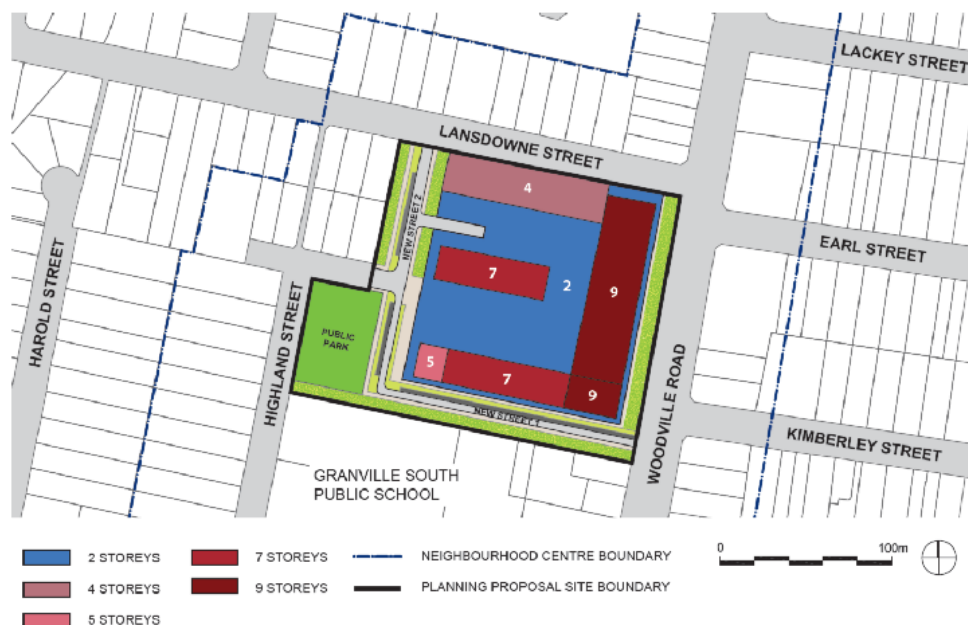 LACKEY STREET
LANSDOWNE STREET
4
NEW STREET 2
EARL STREET
HAROLD STREET
7
2
9
HIGHLAND STREET
PUBLIC
PARK
5
7
9
WOODVILLE ROAD
NEW STREET 1
KIMBERLEY STREET
GRANVILLE SOUTH
PUBLIC SCHOOL
2 STOREYS
7 STOREYS
NEIGHBOURHOOD CENTRE BOUNDARY
0
100m
4 STOREYS
9 STOREYS
PLANNING PROPOSAL SITE BOUNDARY
5 STOREYS